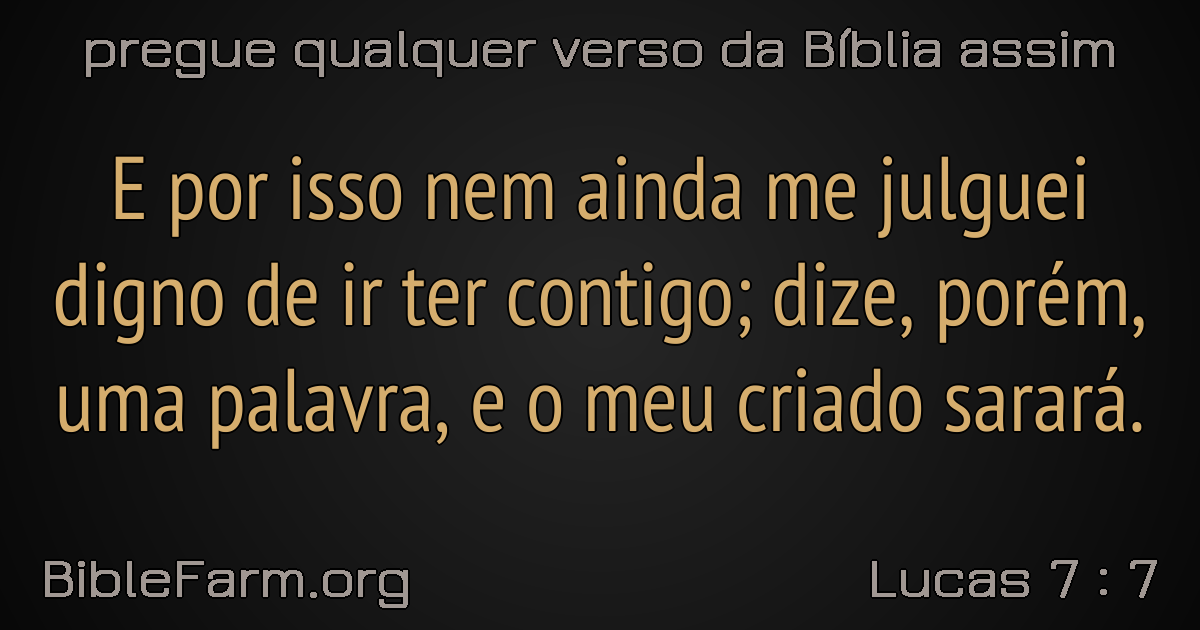 pregue qualquer verso da Bíblia assim
E por isso nem ainda me julguei
digno de ir ter contigo; dize, porém,
uma palavra, e o meu criado sarará.
BibleFarm.org
Lucas 7 : 7